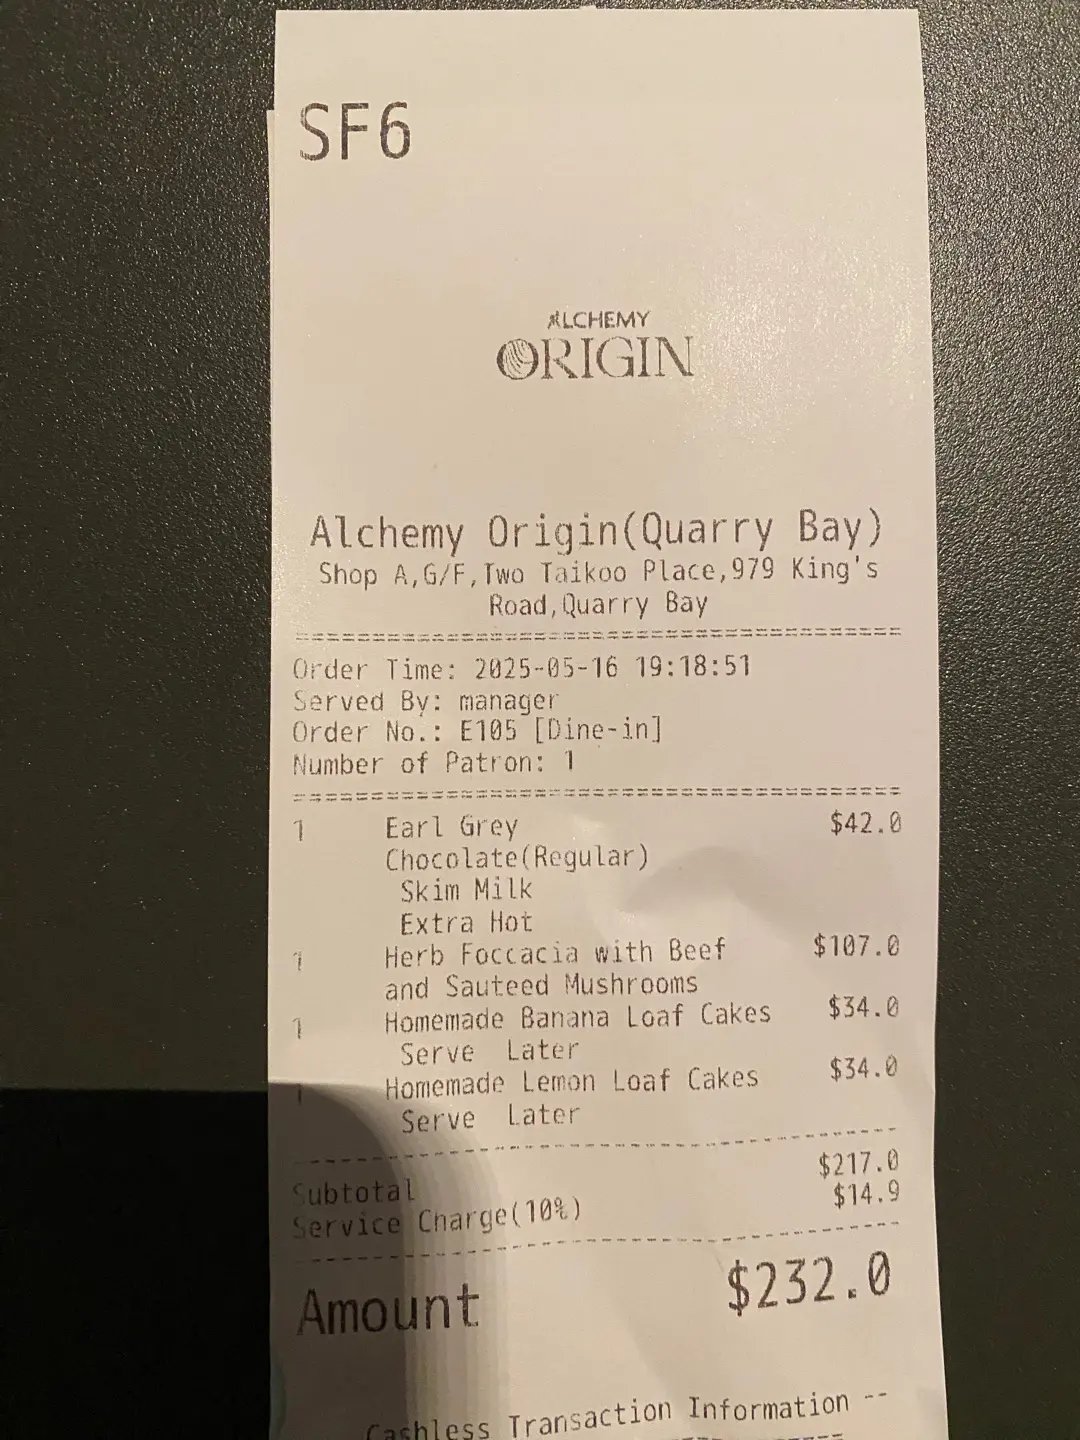 SF6
ALCHEMY
ORIGIN
Alchemy Origin(Quarry Bay)
Shop A,G/F,Two Taikoo Place,979 King's
Road,Quarry Bay
Order Time: 2025-05-16 19:18:51
Served By: manager
Order No.: E105 [Dine-in]
Number of Patron: 1
1 Earl Grey $42.0
Chocolate(Regular)
Skim Milk
Extra Hot
1 Herb Foccacia with Beef $107.0
and Sauteed Mushrooms
1 Homemade Banana Loaf Cakes $34.0
Serve Later
1 Homemade Lemon Loaf Cakes $34.0
Serve Later
Subtotal $217.0
Service Charge(10%) $14.9
Amount $232.0
Cashless Transaction Information --